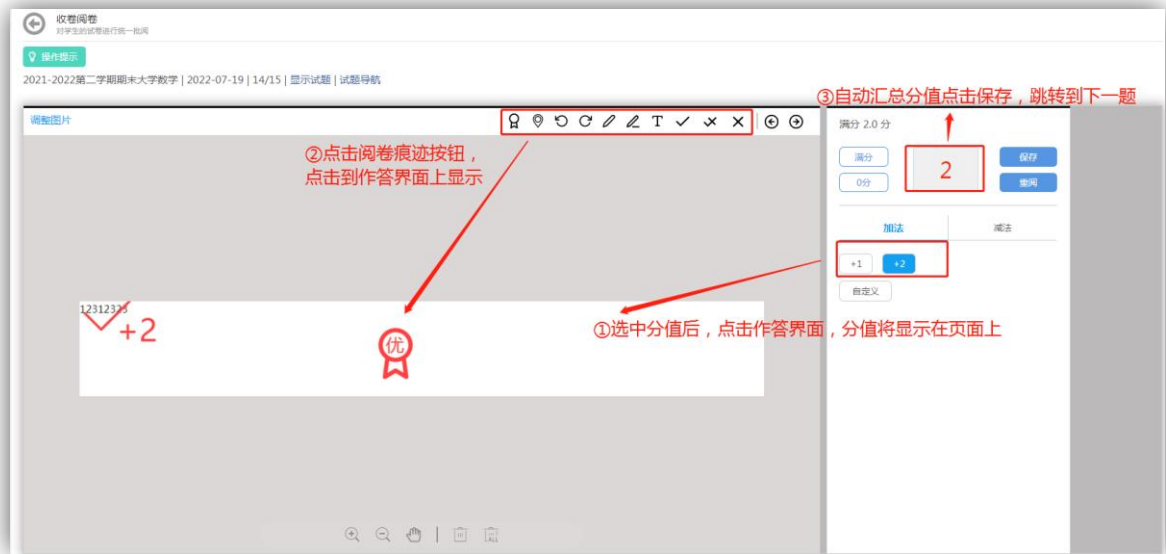 收卷阅卷
对学生的试卷进行统一批阅
操作提示
2021-2022第二学期期末大学数学 | 2022-07-19 | 14/15 | 显示试题 | 试题导航
③自动汇总分值点击保存，跳转到下一题
调整图片
T
满分 2.0 分
②点击阅卷痕迹按钮，
点击到作答界面上显示
满分
2
保存
0分
重阅
加法
减法
+1
+2
自定义
12312323
+2
优
①选中分值后，点击作答界面，分值将显示在页面上